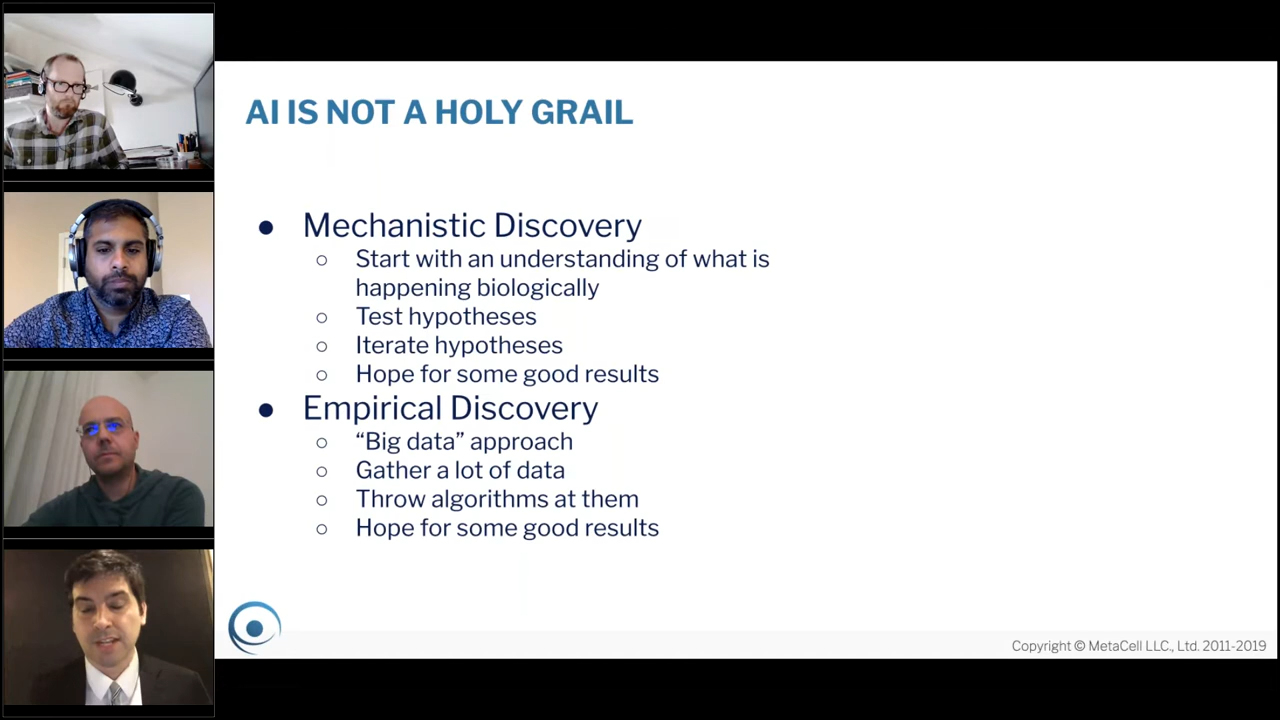 AI IS NOT A HOLY GRAIL
● Mechanistic Discovery
○ Start with an understanding of what is
happening biologically
○ Test hypotheses
○ Iterate hypotheses
○ Hope for some good results
● Empirical Discovery
○ “Big data” approach
○ Gather a lot of data
○ Throw algorithms at them
○ Hope for some good results
Copyright © MetaCell LLC., Ltd. 2011-2019